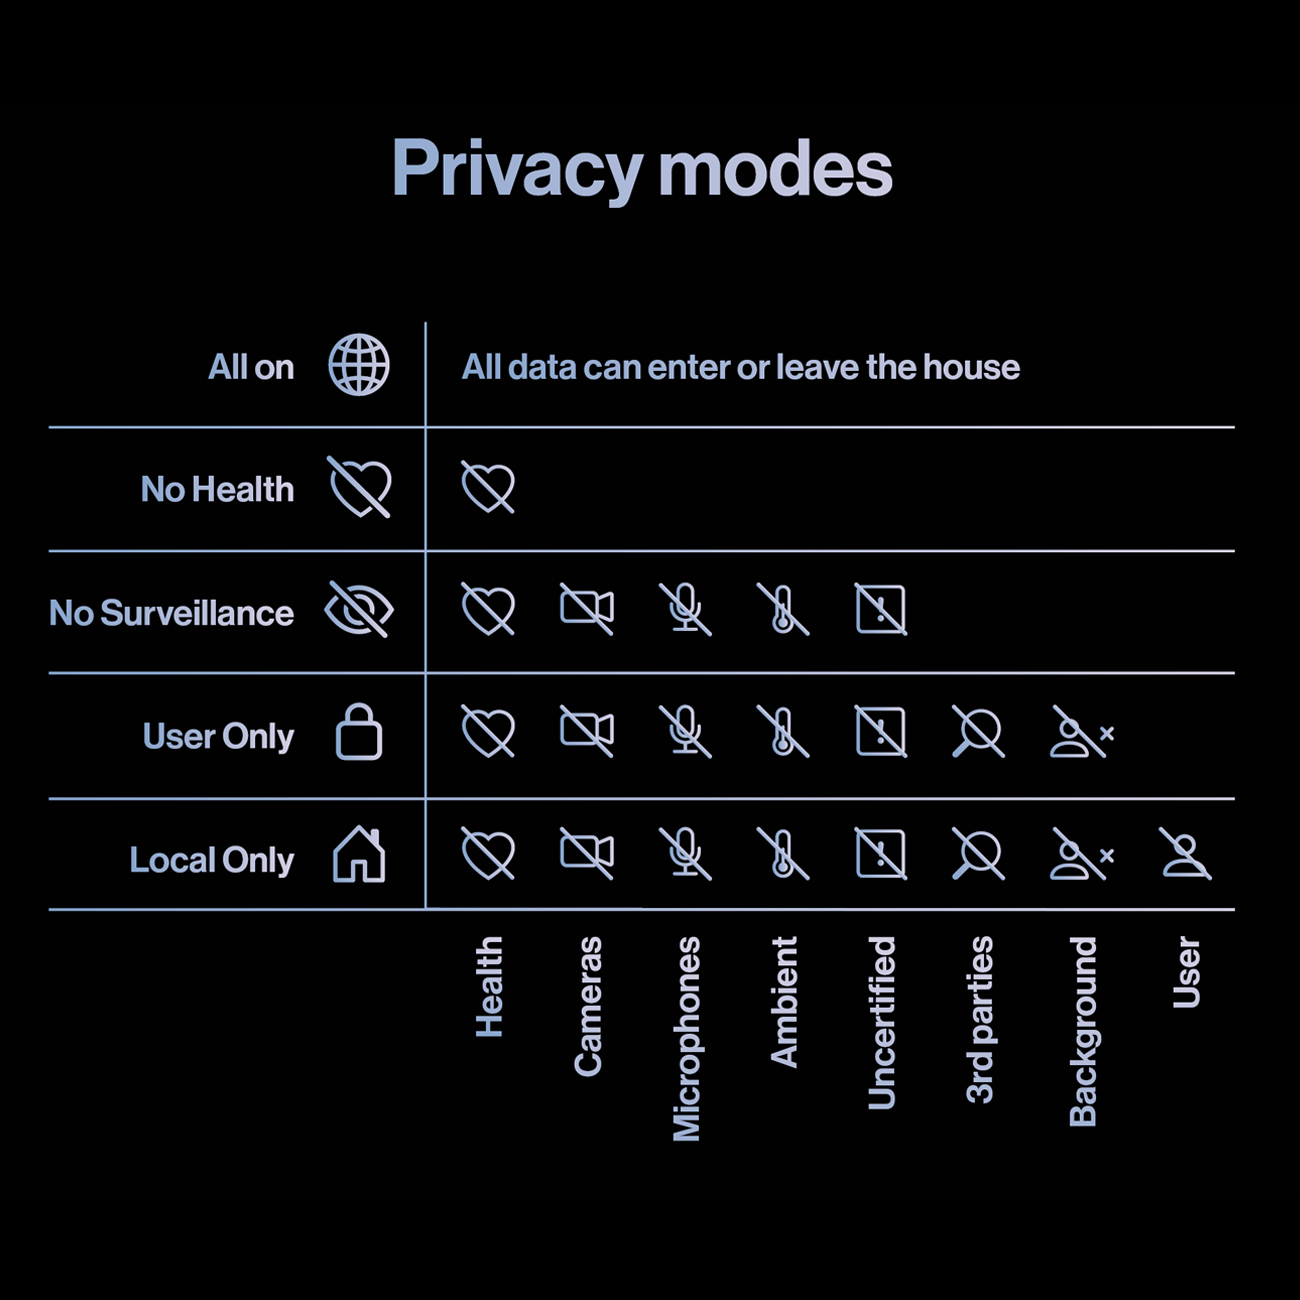 Privacy modes
All on
All data can enter or leave the house
No Health
No Surveillance
User Only
Local Only
Health
Cameras
Microphones
Ambient
Uncertified
3rd parties
Background
User